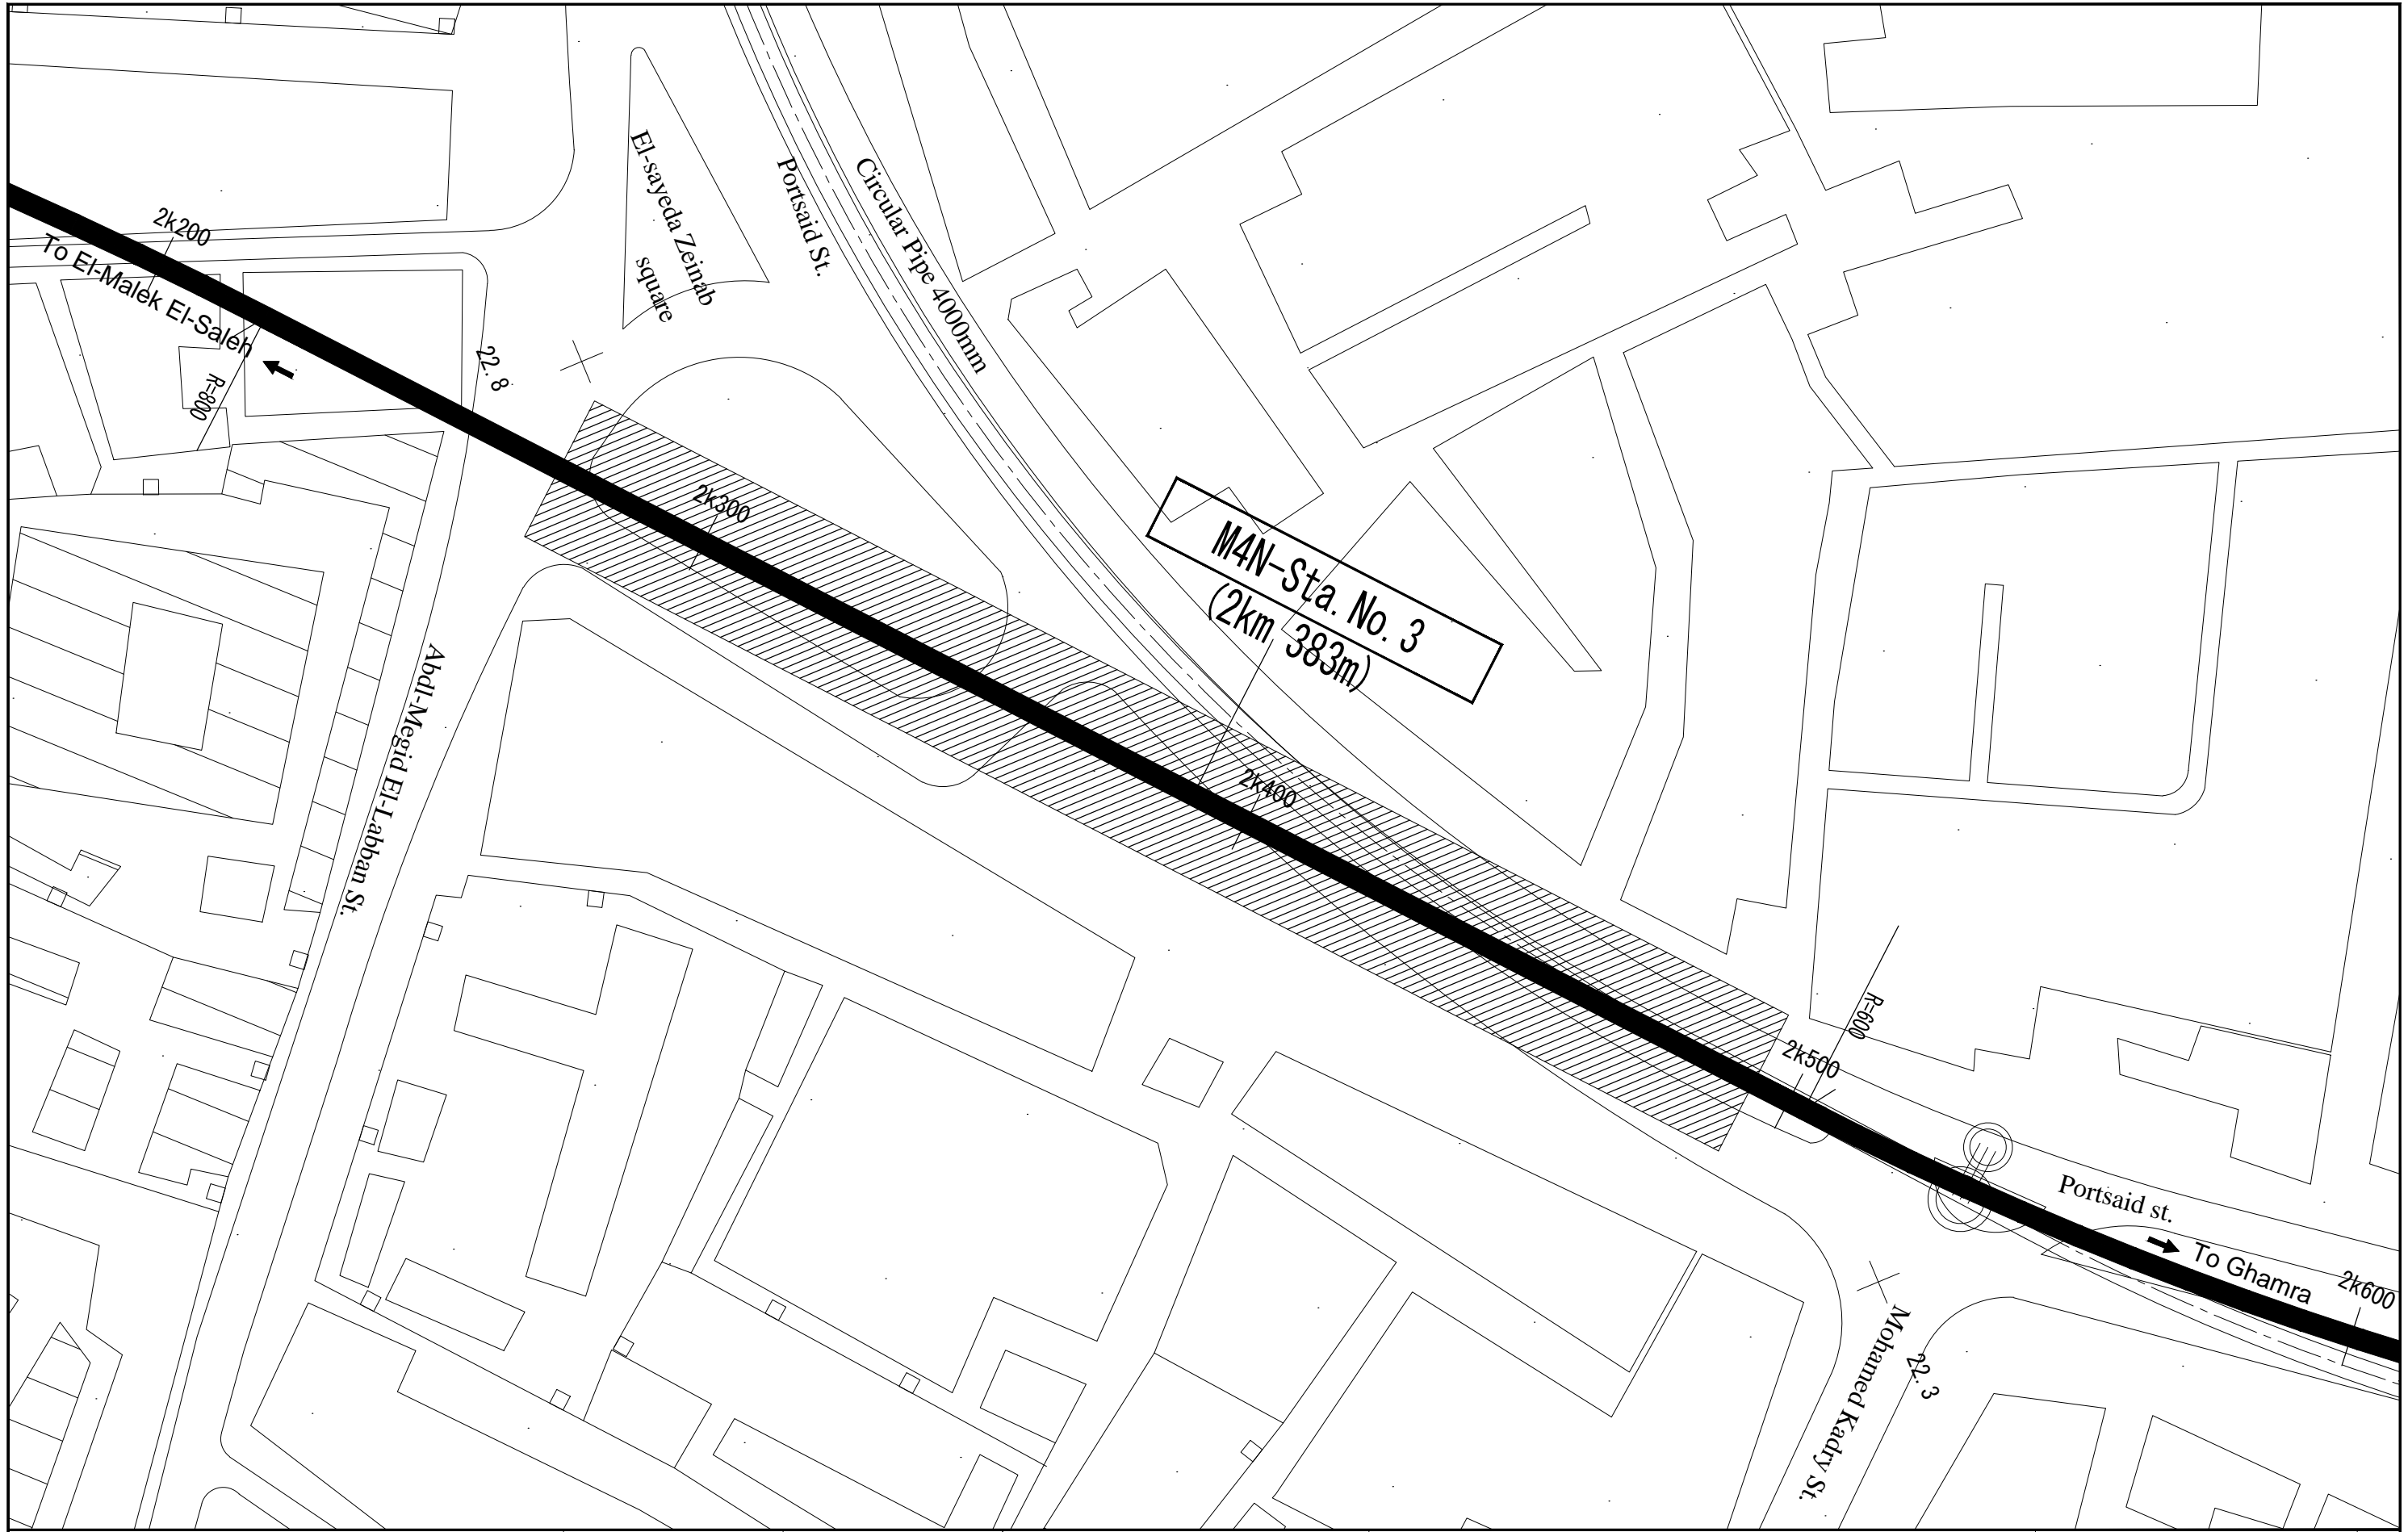 El-sayeda Zeinab
square
Portsaid St.
Circular Pipe 4000mm
2k200
To El-Malek El-Saleh
R=800
22.8
2k300
M4N-Sta. No. 3
(2km 383m)
Abdl-Megid El-Labban St.
2k400
R=600
2k500
Portsaid st.
To Ghamra
2k600
Mohamed Kadry St.
22.3